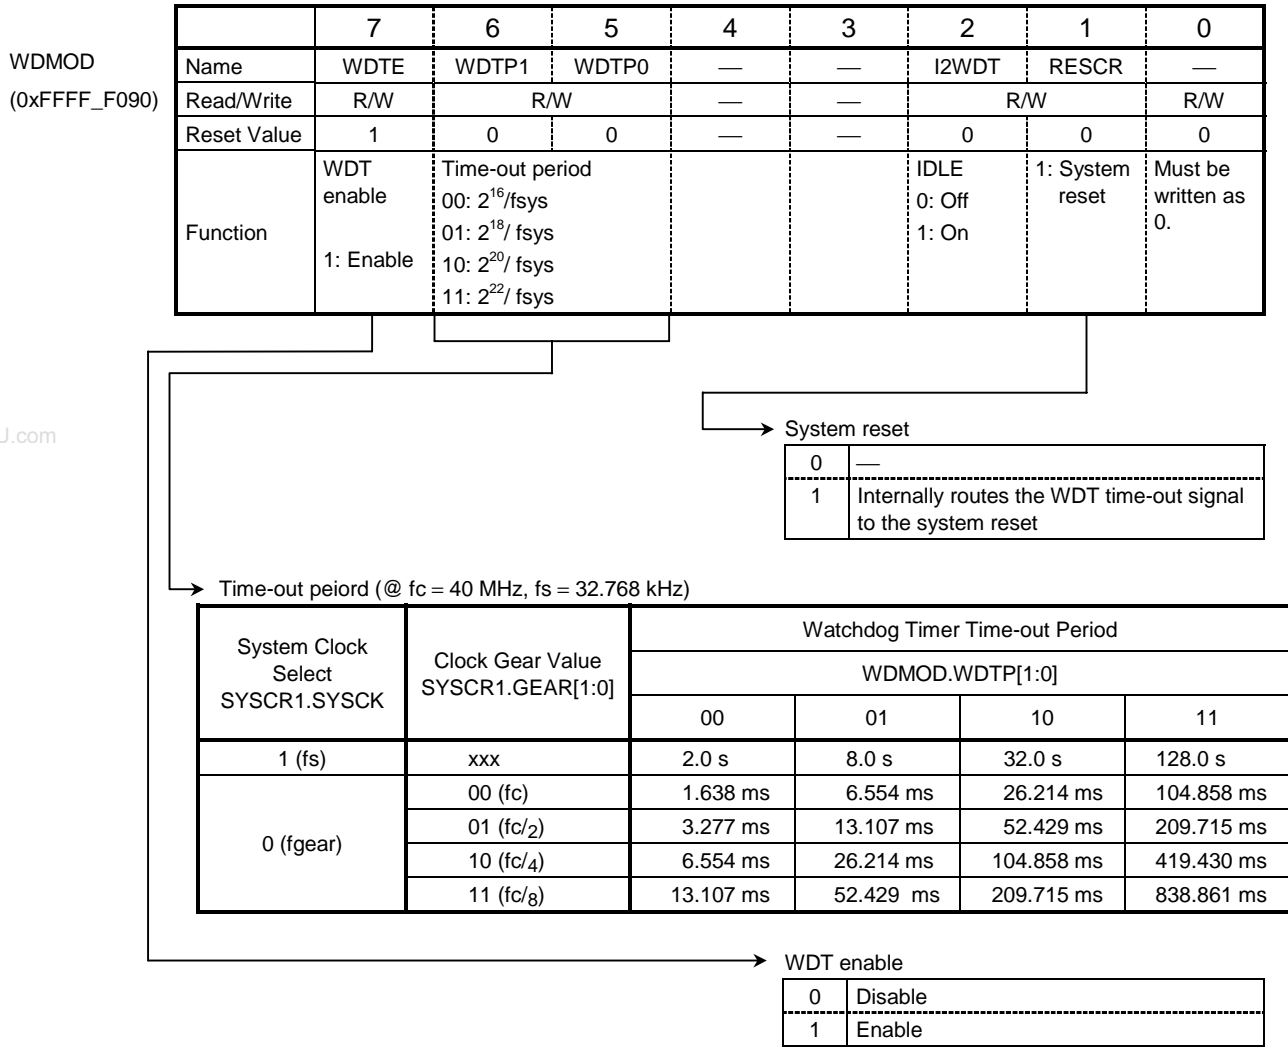 7 6 5 4 3 2 1 0
WDMOD
(0xFFFF_F090)
Name WDTE WDTP1 WDTP0 — — I2WDT RESCR —
Read/Write R/W R/W — — R/W R/W
Reset Value 1 0 0 — — 0 0 0
Function
WDT
enable
1: Enable
Time-out period
00: 2^16/fsys
01: 2^18/ fsys
10: 2^20/ fsys
11: 2^22/ fsys
IDLE
0: Off
1: On
1: System
reset
Must be
written as
0.
J.com
System reset
0 —
1 Internally routes the WDT time-out signal
to the system reset
Time-out peiord (@ fc = 40 MHz, fs = 32.768 kHz)
System Clock
Select
SYSCR1.SYSCK
Clock Gear Value
SYSCR1.GEAR[1:0]
Watchdog Timer Time-out Period
WDMOD.WDTP[1:0]
00 01 10 11
1 (fs) xxx 2.0 s 8.0 s 32.0 s 128.0 s
0 (fgear)
00 (fc) 1.638 ms 6.554 ms 26.214 ms 104.858 ms
01 (fc/2) 3.277 ms 13.107 ms 52.429 ms 209.715 ms
10 (fc/4) 6.554 ms 26.214 ms 104.858 ms 419.430 ms
11 (fc/8) 13.107 ms 52.429 ms 209.715 ms 838.861 ms
WDT enable
0 Disable
1 Enable